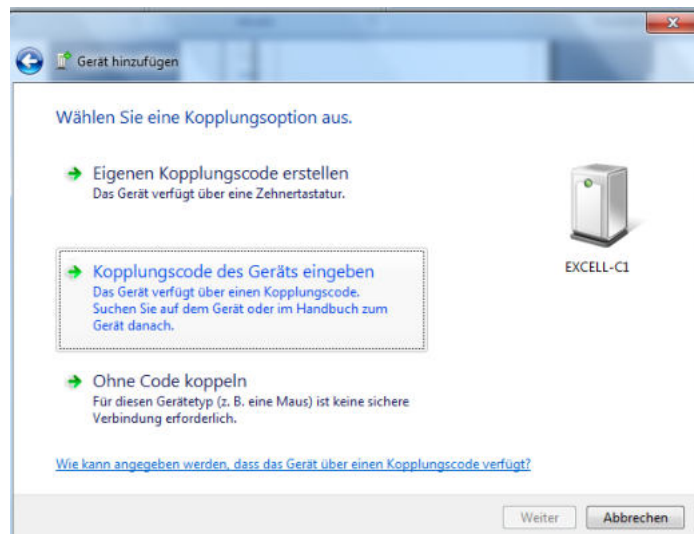 Gerät hinzufügen
Wählen Sie eine Kopplungsoption aus.
Eigenen Kopplungscode erstellen
Das Gerät verfügt über eine Zehnertastatur.
Kopplungscode des Geräts eingeben
Das Gerät verfügt über einen Kopplungscode.
Suchen Sie auf dem Gerät oder im Handbuch zum
Gerät danach.
EXCELL-C1
Ohne Code koppeln
Für diesen Gerätetyp (z. B. eine Maus) ist keine sichere
Verbindung erforderlich.
Wie kann angegeben werden, dass das Gerät über einen Kopplungscode verfügt?
Weiter
Abbrechen